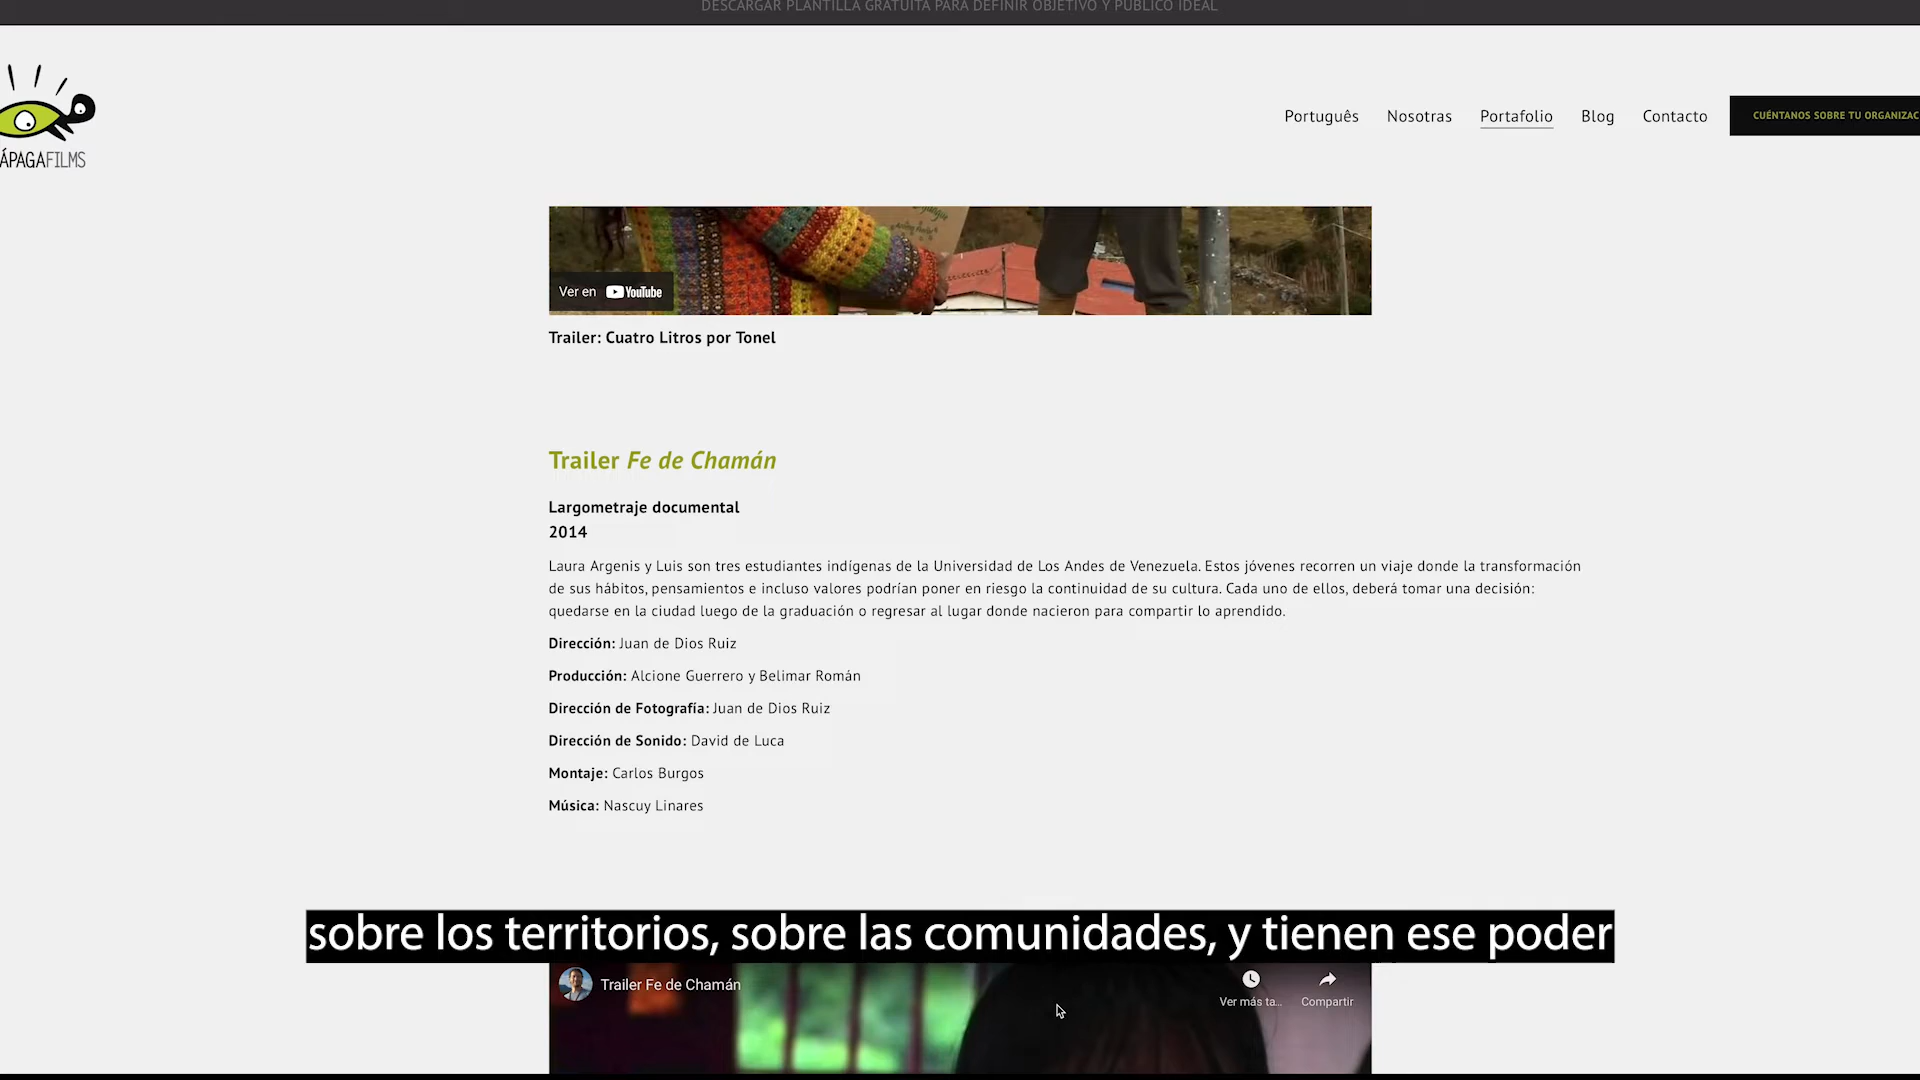 DESCARGAR PLANTILLA GRATUITA PARA DEFINIR OBJETIVO Y PÚBLICO IDEAL
ÁPAGAFILMS
Português Nosotras Portafolio Blog Contacto
CUÉNTANOS SOBRE TU ORGANIZAC
Ver en YouTube
Trailer: Cuatro Litros por Tonel
Trailer Fe de Chamán
Largometraje documental
2014
Laura Argenis y Luis son tres estudiantes indígenas de la Universidad de Los Andes de Venezuela. Estos jóvenes recorren un viaje donde la transformación
de sus hábitos, pensamientos e incluso valores podrían poner en riesgo la continuidad de su cultura. Cada uno de ellos, deberá tomar una decisión:
quedarse en la ciudad luego de la graduación o regresar al lugar donde nacieron para compartir lo aprendido.
Dirección: Juan de Dios Ruiz
Producción: Alcione Guerrero y Belimar Román
Dirección de Fotografía: Juan de Dios Ruiz
Dirección de Sonido: David de Luca
Montaje: Carlos Burgos
Música: Nascuy Linares
sobre los territorios, sobre las comunidades, y tienen ese poder
Trailer Fe de Chamán
Ver más ta... Compartir